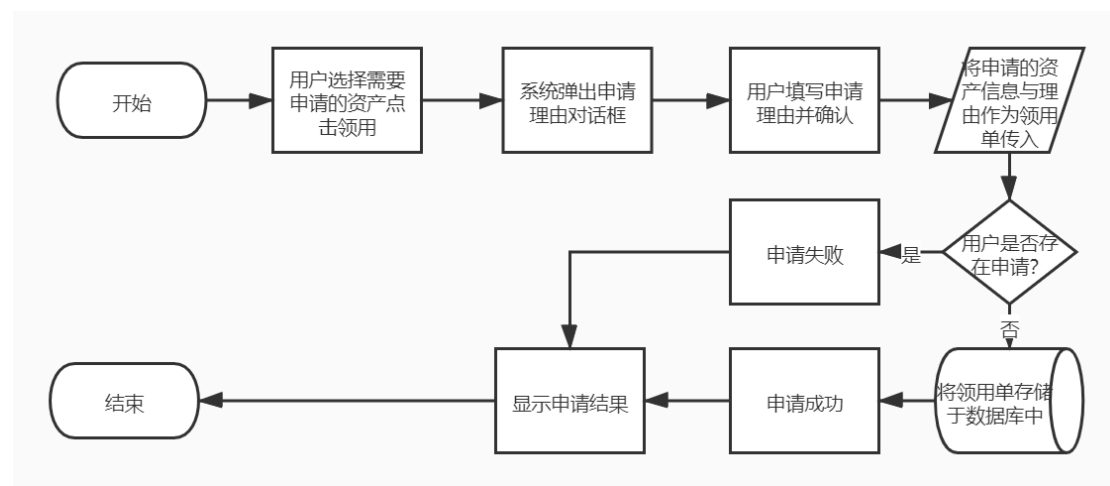 开始
用户选择需要
申请的资产点
击领用
系统弹出申请
理由对话框
用户填写申请
理由并确认
将申请的资
产信息与理
由作为领用
单传入
用户是否存
在申请？
是
申请失败
否
将领用单存储
于数据库中
申请成功
显示申请结果
结束